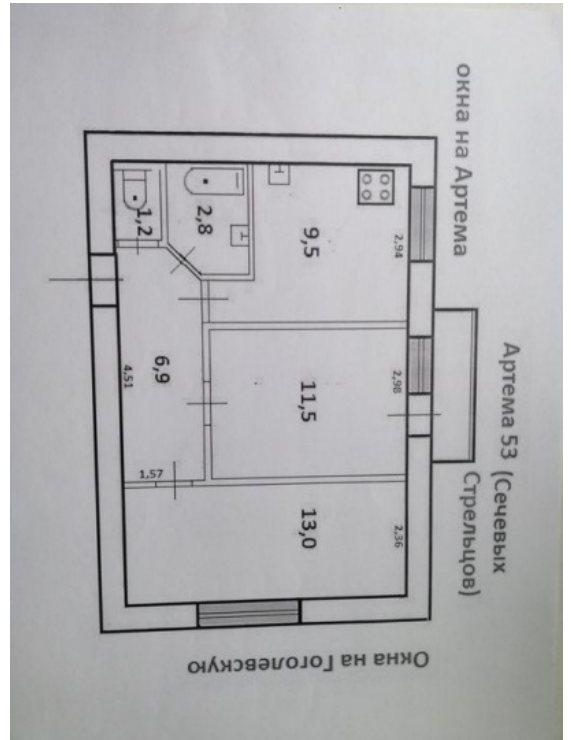 Артема 53 (Сечевых
Стрельцов)
окна на Артема
2,94
2,98
2,36
9,5
11,5
13,0
2,8
1,2
6,9
4,51
1,57
Окна на Гоголевскую